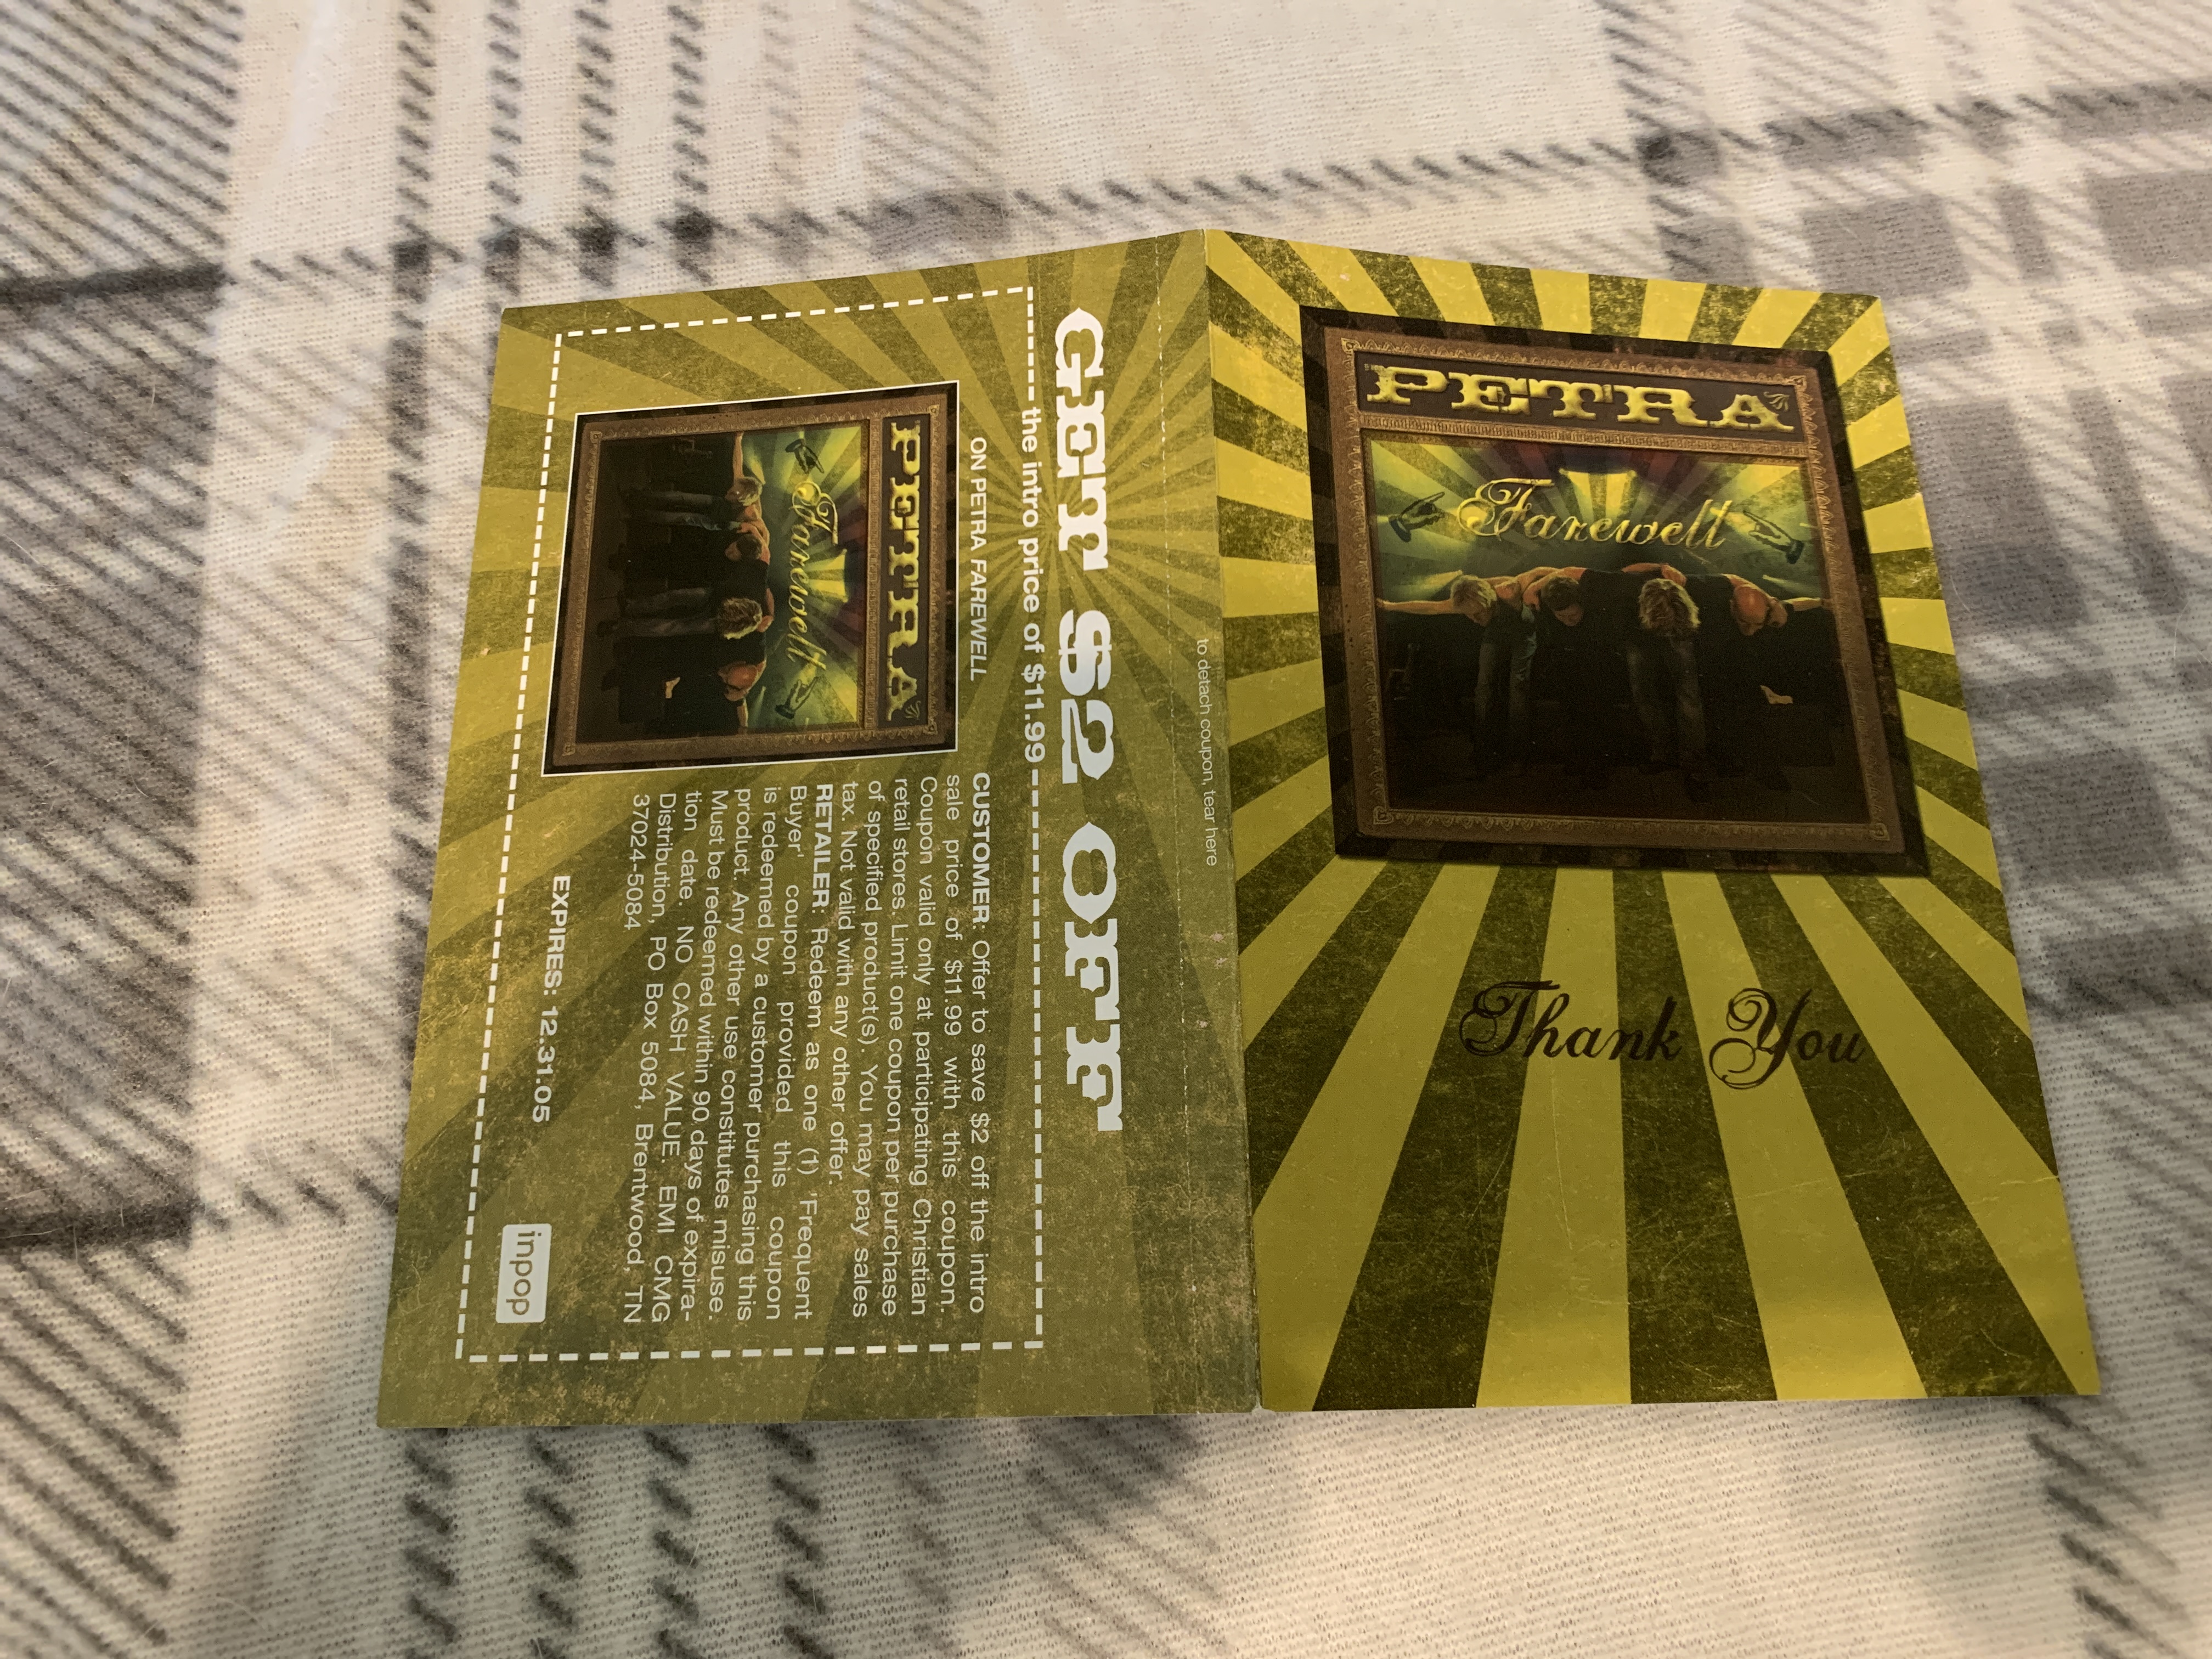 GET $2 OFF
the intro price of $11.99
ON PETRA FAREWELL
PETRA
Farewell
CUSTOMER: Offer to save $2 off the intro
sale price of $11.99 with this coupon.
Coupon valid only at participating Christian
retail stores. Limit one coupon per purchase
of specified product(s). You may pay sales
tax. Not valid with any other offer.
RETAILER: Redeem as one (1) 'Frequent
Buyer' coupon provided this coupon
is redeemed by a customer purchasing this
product. Any other use constitutes misuse.
Must be redeemed within 90 days of expira-
tion date. NO CASH VALUE. EMI CMG
Distribution, PO Box 5084, Brentwood, TN
37024-5084
EXPIRES: 12.31.05
inpop
to detach coupon, tear here
PETRA
Farewell
Thank You